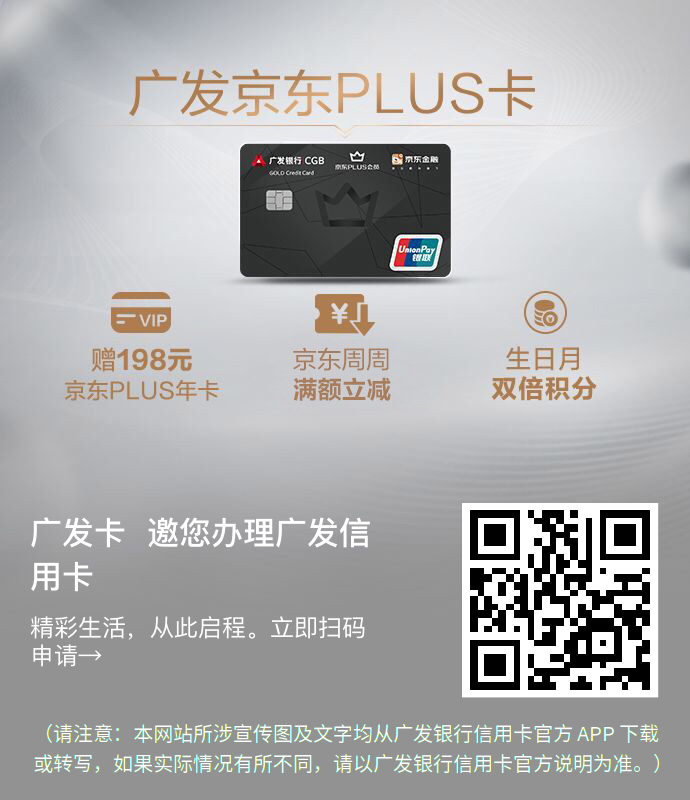 广发京东PLUS卡
广发银行|CGB
GOLD Credit Card
京东PLUS会员
京东金融
UnionPay
银联
VIP
¥
¥
赠198元
京东PLUS年卡
京东周周
满额立减
生日月
双倍积分
广发卡 邀您办理广发信
用卡
精彩生活，从此启程。立即扫码
申请→
（请注意：本网站所涉宣传图及文字均从广发银行信用卡官方 APP 下载
或转写，如果实际情况有所不同，请以广发银行信用卡官方说明为准。）